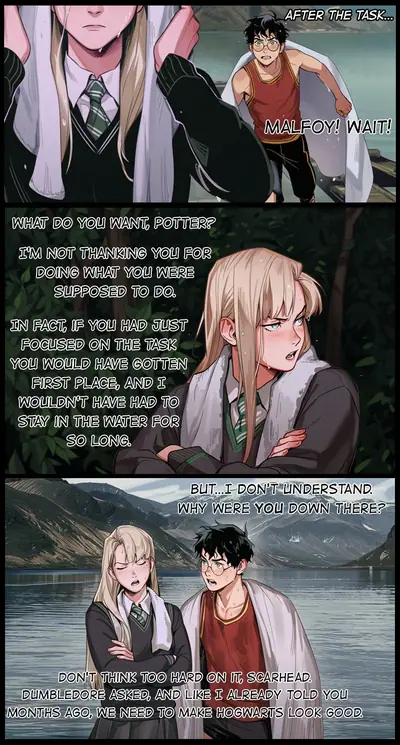 AFTER THE TASK...
MALFOY! WAIT!
WHAT DO YOU WANT, POTTER?
I'M NOT THANKING YOU FOR
DOING WHAT YOU WERE
SUPPOSED TO DO.
IN FACT, IF YOU HAD JUST
FOCUSED ON THE TASK
YOU WOULD HAVE GOTTEN
FIRST PLACE, AND I
WOULDN'T HAVE HAD TO
STAY IN THE WATER FOR
SO LONG.
BUT...I DON'T UNDERSTAND.
WHY WERE YOU DOWN THERE?
DON'T THINK TOO HARD ON IT, SCARHEAD.
DUMBLEDORE ASKED, AND LIKE I ALREADY TOLD YOU
MONTHS AGO, WE NEED TO MAKE HOGWARTS LOOK GOOD.